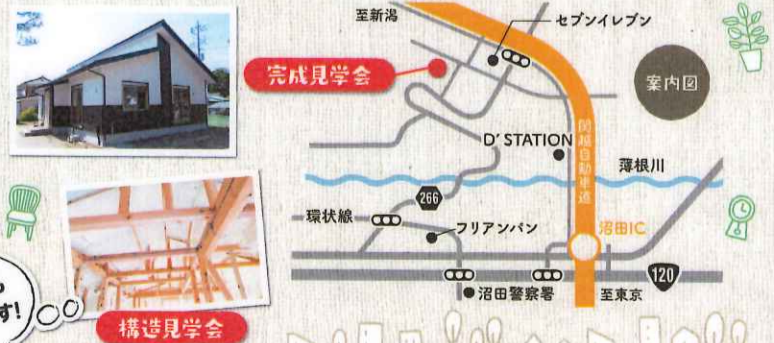 至新潟
セブンイレブン
完成見学会
案内図
D' STATION
関越自動車道
薄根川
266
環状線
フリアンパン
沼田IC
120
沼田警察署
至東京
す!
構造見学会